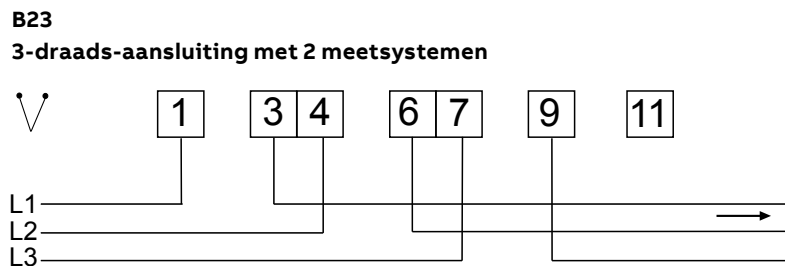 B23
3-draads-aansluiting met 2 meetsystemen
1 3 4 6 7 9 11
L1
L2
L3